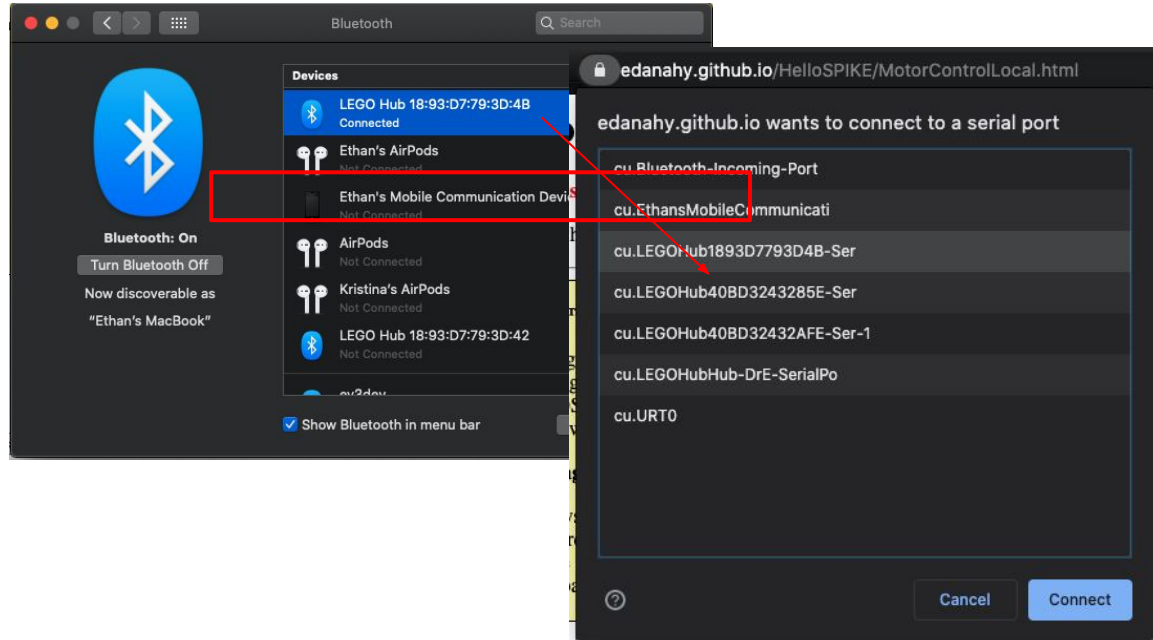 Bluetooth
Search
Devices
LEGO Hub 18:93:D7:79:3D:4B
Connected
Ethan's AirPods
Not Connected
Ethan's Mobile Communication Devi
Not Connected
AirPods
Not Connected
Kristina's AirPods
Not Connected
LEGO Hub 18:93:D7:79:3D:42
Not Connected
ev3dev
Bluetooth: On
Turn Bluetooth Off
Now discoverable as
"Ethan's MacBook"
Show Bluetooth in menu bar
edanahy.github.io/HelloSPIKE/MotorControlLocal.html
edanahy.github.io wants to connect to a serial port
cu.Bluetooth-Incoming-Port
cu.EthansMobileCommunicati
cu.LEGOHub1893D7793D4B-Ser
cu.LEGOHub40BD3243285E-Ser
cu.LEGOHub40BD32432AFE-Ser-1
cu.LEGOHubHub-DrE-SerialPo
cu.URT0
Cancel
Connect